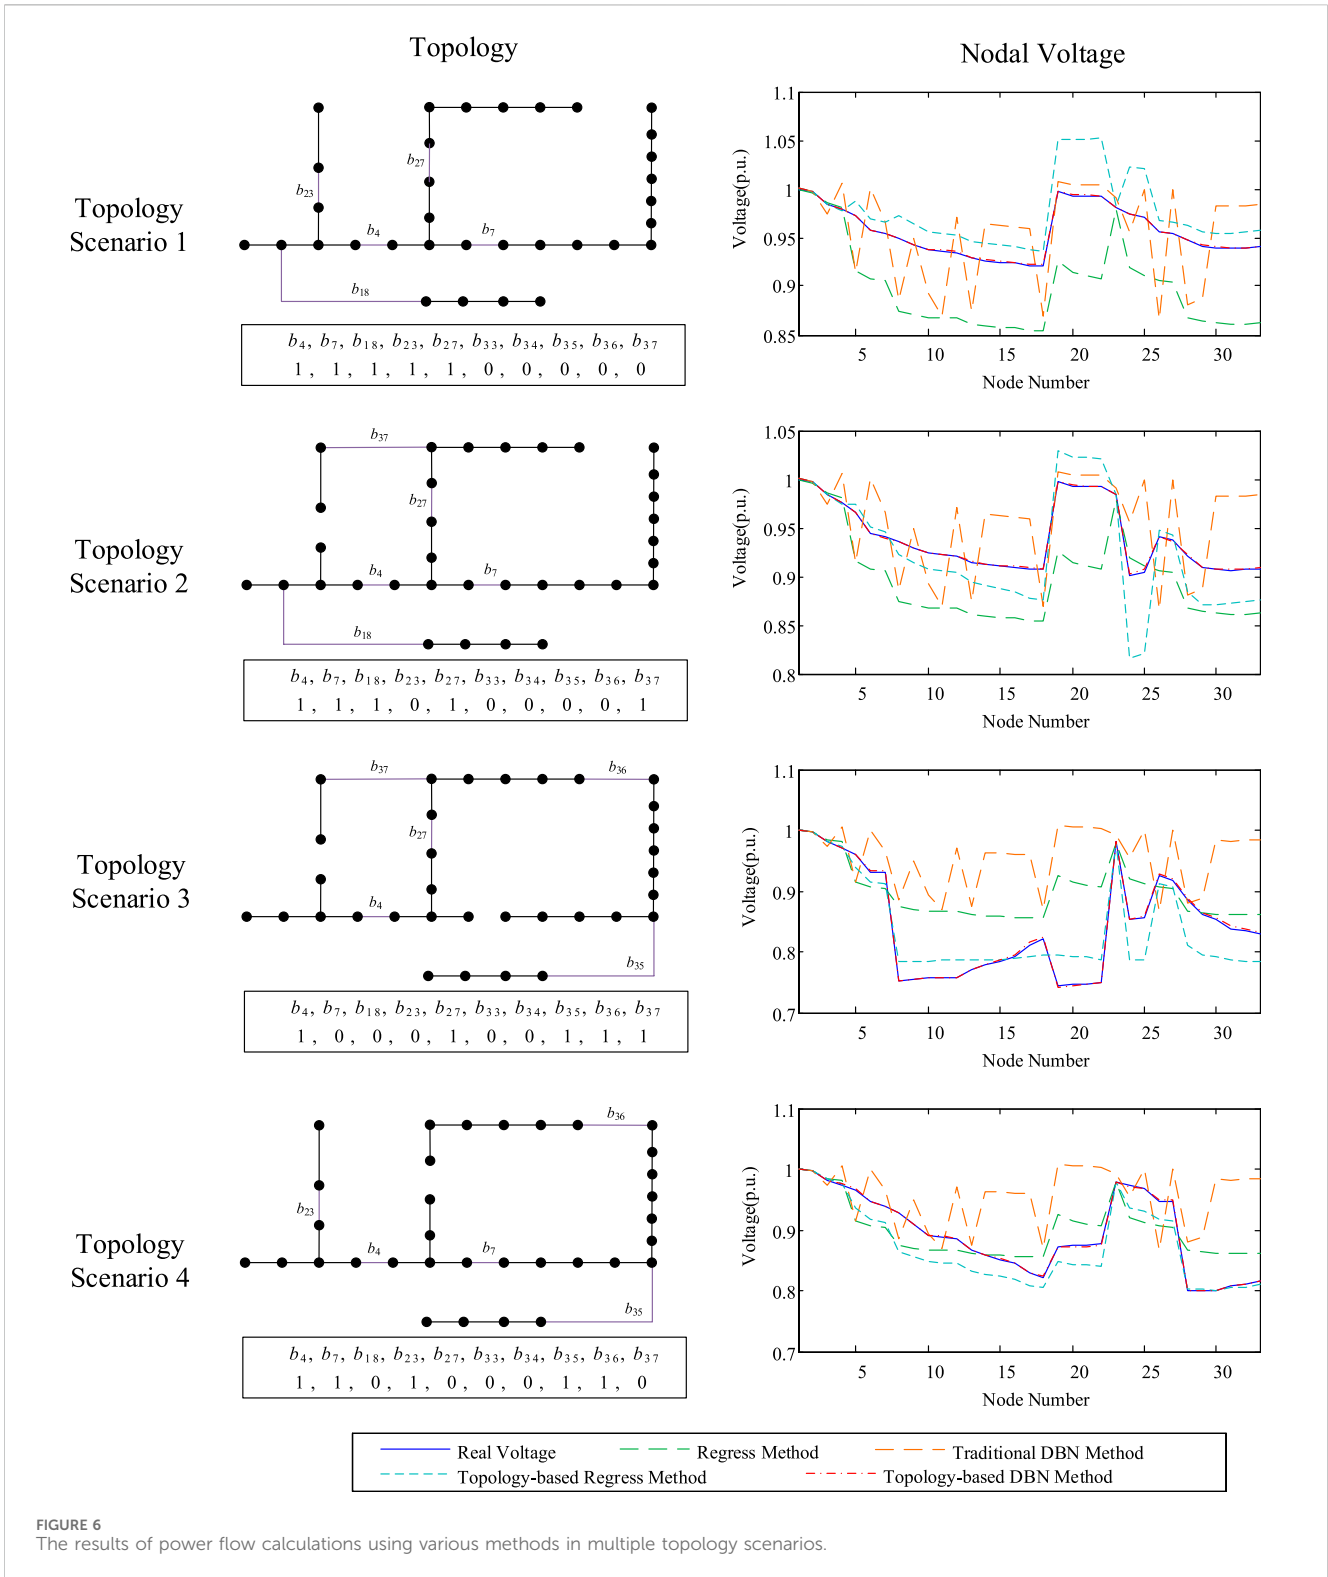 Topology
Nodal Voltage
Topology
Scenario 1
b23
b27
b4
b7
b18
b4, b7, b18, b23, b27, b33, b34, b35, b36, b37
1 , 1 , 1 , 1 , 1 , 0 , 0 , 0 , 0 , 0
1.1
1.05
1
0.95
0.9
0.85
Voltage(p.u.)
5 10 15 20 25 30
Node Number
Topology
Scenario 2
b37
b27
b4
b7
b18
b4, b7, b18, b23, b27, b33, b34, b35, b36, b37
1 , 1 , 1 , 0 , 1 , 0 , 0 , 0 , 0 , 1
1.05
1
0.95
0.9
0.85
0.8
Voltage(p.u.)
5 10 15 20 25 30
Node Number
Topology
Scenario 3
b37
b36
b27
b4
b35
b4, b7, b18, b23, b27, b33, b34, b35, b36, b37
1 , 0 , 0 , 0 , 1 , 0 , 0 , 1 , 1 , 1
1.1
1
0.9
0.8
0.7
Voltage(p.u.)
5 10 15 20 25 30
Node Number
Topology
Scenario 4
b36
b23
b4
b7
b35
b4, b7, b18, b23, b27, b33, b34, b35, b36, b37
1 , 1 , 0 , 1 , 0 , 0 , 0 , 1 , 1 , 0
1.1
1
0.9
0.8
0.7
Voltage(p.u.)
5 10 15 20 25 30
Node Number
Real Voltage Regress Method Traditional DBN Method
Topology-based Regress Method Topology-based DBN Method
FIGURE 6
The results of power flow calculations using various methods in multiple topology scenarios.